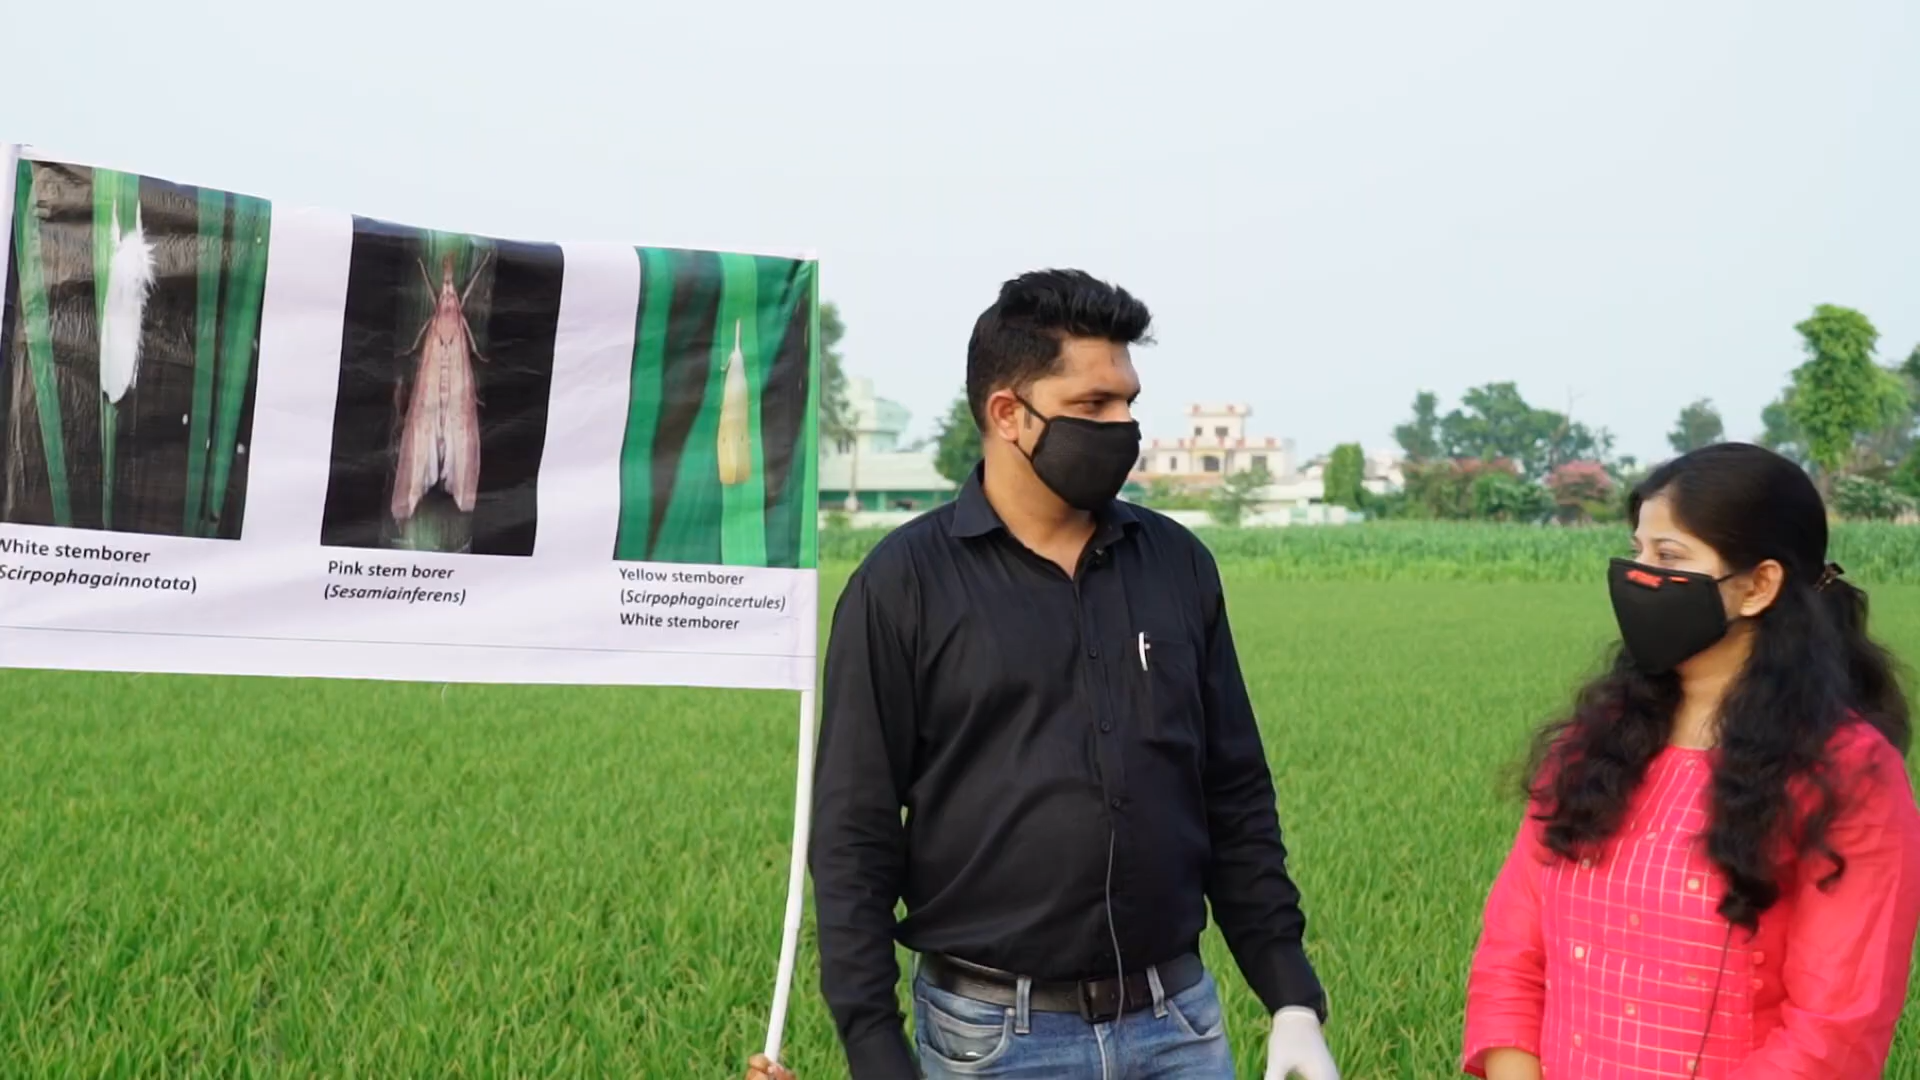 White stemborer
(Scirpophagainnotata)
Pink stem borer
(Sesamiainferens)
Yellow stemborer
(Scirpophagaincertules)
White stemborer